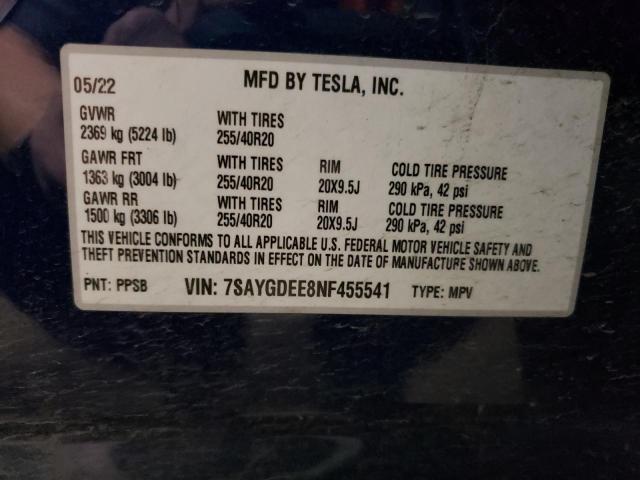 05/22 MFD BY TESLA, INC.
GVWR WITH TIRES
2369 kg (5224 lb) 255/40R20
GAWR FRT WITH TIRES RIM COLD TIRE PRESSURE
1363 kg (3004 lb) 255/40R20 20X9.5J 290 kPa, 42 psi
GAWR RR WITH TIRES RIM COLD TIRE PRESSURE
1500 kg (3306 lb) 255/40R20 20X9.5J 290 kPa, 42 psi
THIS VEHICLE CONFORMS TO ALL APPLICABLE U.S. FEDERAL MOTOR VEHICLE SAFETY AND
THEFT PREVENTION STANDARDS IN EFFECT ON THE DATE OF MANUFACTURE SHOWN ABOVE.
PNT: PPSB VIN: 7SAYGDEE8NF455541 TYPE: MPV